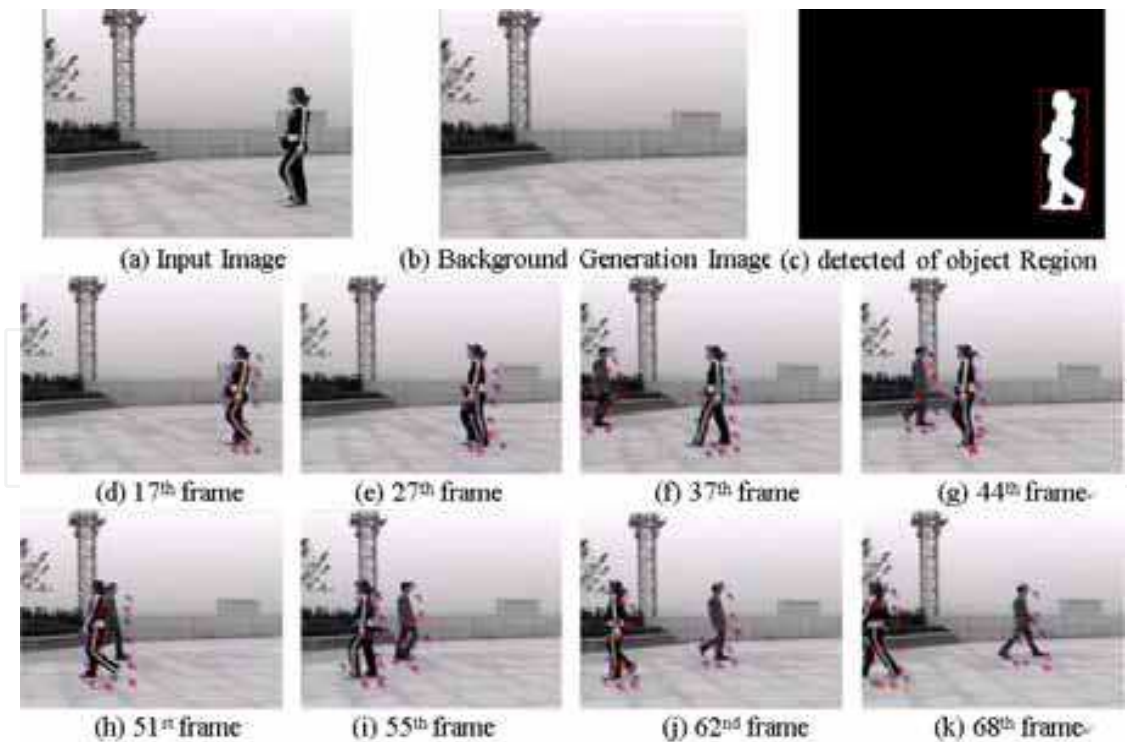 (a) Input Image
(b) Background Generation Image
(c) detected of object Region
(d) 17th frame
(e) 27th frame
(f) 37th frame
(g) 44th frame
(h) 51st frame
(i) 55th frame
(j) 62nd frame
(k) 68th frame